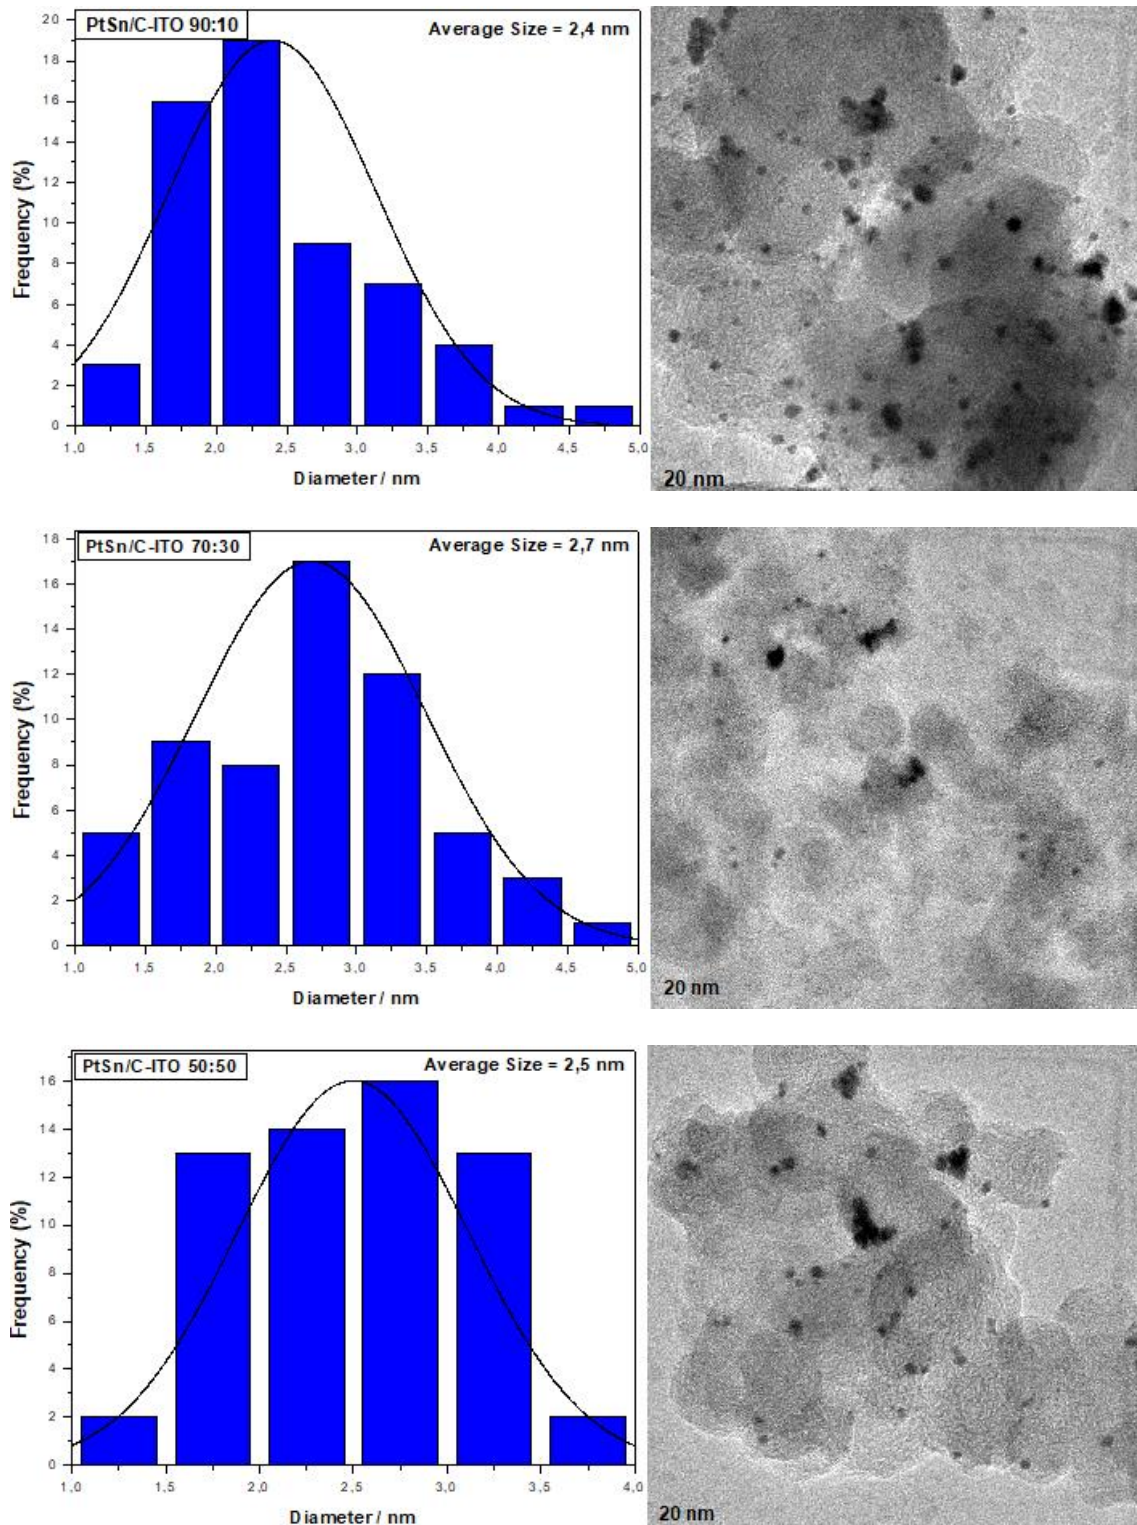 PtSn/C-ITO 90:10
Average Size = 2,4 nm
Frequency (%)
20
18
16
14
12
10
8
6
4
2
0
1,0 1,5 2,0 2,5 3,0 3,5 4,0 4,5 5,0
Diameter / nm
20 nm
PtSn/C-ITO 70:30
Average Size = 2,7 nm
Frequency (%)
18
16
14
12
10
8
6
4
2
0
1,0 1,5 2,0 2,5 3,0 3,5 4,0 4,5 5,0
Diameter / nm
20 nm
PtSn/C-ITO 50:50
Average Size = 2,5 nm
Frequency (%)
16
14
12
10
8
6
4
2
0
1,0 1,5 2,0 2,5 3,0 3,5 4,0
Diameter / nm
20 nm